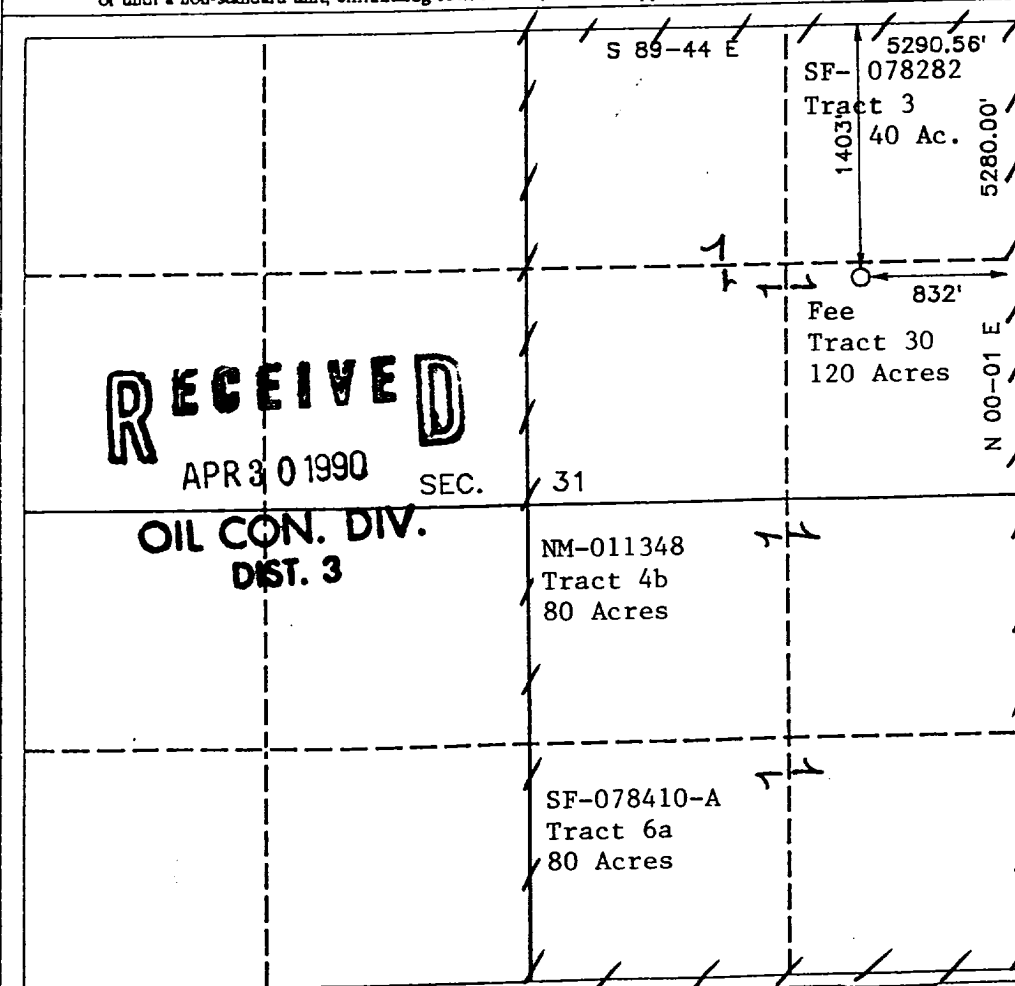 S 89-44 E
5290.56'
SF- 078282
Tract 3
40 Ac.
1403'
5280.00'
832'
Fee
Tract 30
120 Acres
N 00-01 E
RECEIVED
APR 30 1990
OIL CON. DIV.
DIST. 3
SEC. 31
NM-011348
Tract 4b
80 Acres
SF-078410-A
Tract 6a
80 Acres